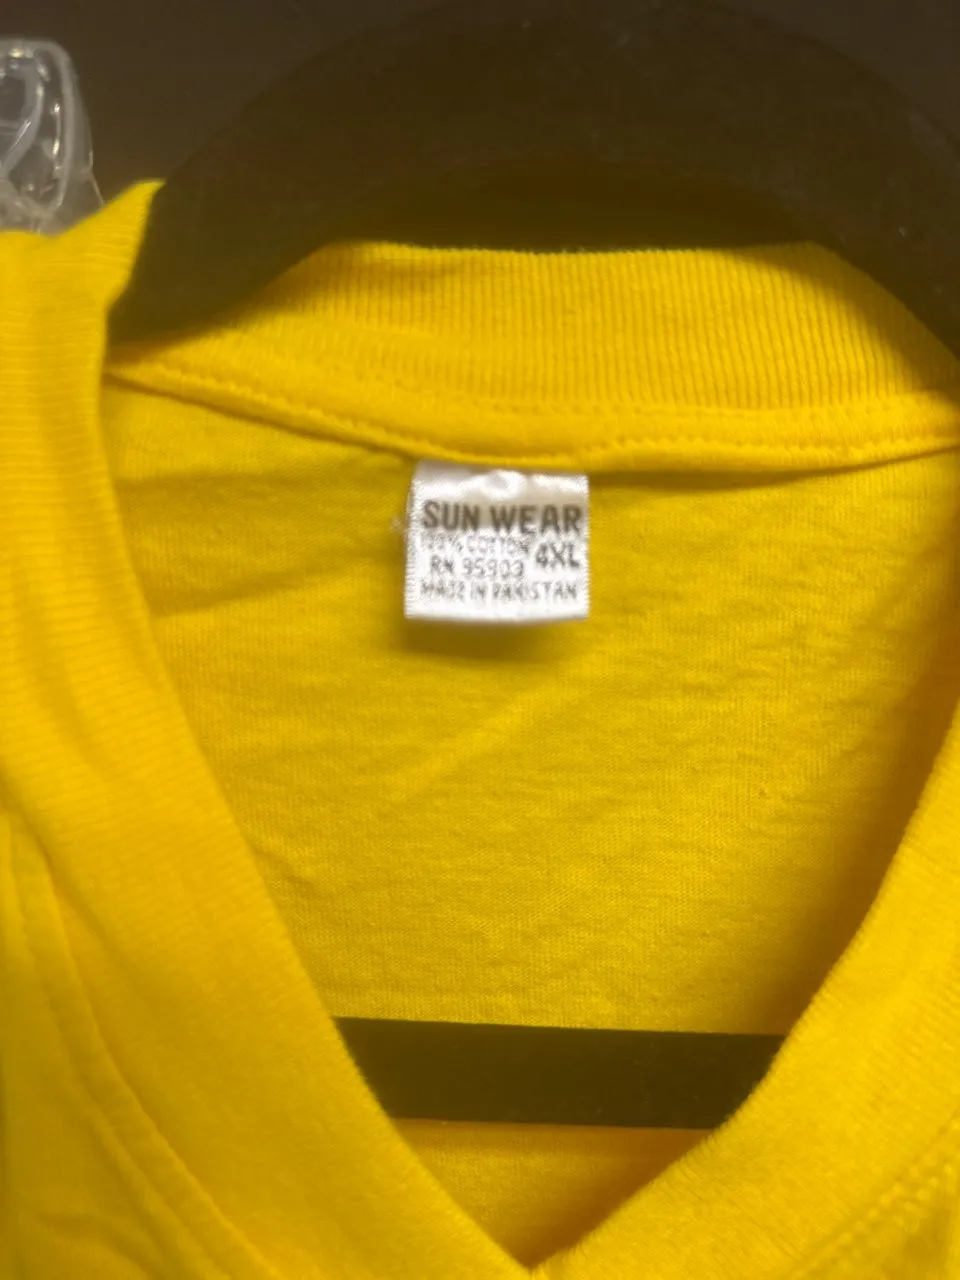 SUN WEAR
100% COTTON 4XL
RN 95903
MADE IN PAKISTAN